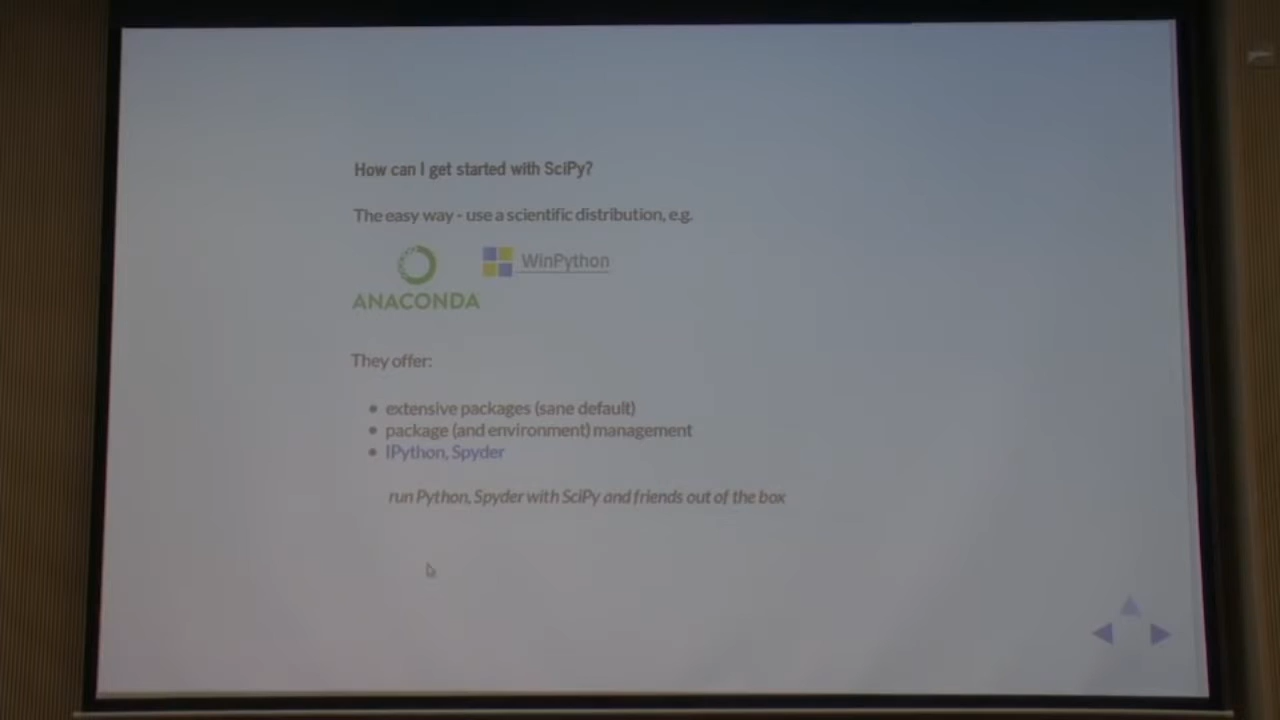 How can I get started with SciPy?
The easy way - use a scientific distribution, e.g.
ANACONDA
WinPython
They offer:
• extensive packages (sane default)
• package (and environment) management
• IPython, Spyder
run Python, Spyder with SciPy and friends out of the box